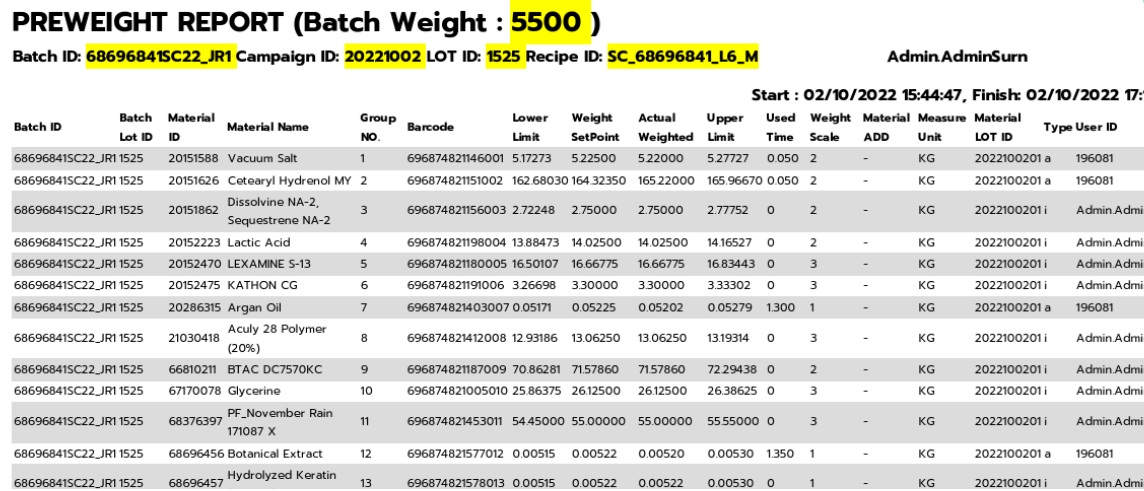 PREWEIGHT REPORT (Batch Weight : 5500 )
Batch ID: 68696841SC22_JR1 Campaign ID: 20221002 LOT ID: 1525 Recipe ID: SC_68696841_L6_M Admin.AdminSurn
Start : 02/10/2022 15:44:47, Finish: 02/10/2022 17:
Batch ID Batch Lot ID Material ID Material Name Group NO. Barcode Lower Limit Weight SetPoint Actual Weighted Upper Limit Used Time Weight Scale Material ADD Measure Unit Material LOT ID Type User ID
68696841SC22_JR1 1525 20151588 Vacuum Salt 1 696874821146001 5.17273 5.22500 5.22000 5.27727 0.050 2 - KG 2022100201 a 196081
68696841SC22_JR1 1525 20151626 Cetearyl Hydrenol MY 2 696874821151002 162.68030 164.32350 165.22000 165.96670 0.050 2 - KG 2022100201 a 196081
68696841SC22_JR1 1525 20151862 Dissolvine NA-2, Sequestrene NA-2 3 696874821156003 2.72248 2.75000 2.75000 2.77752 0 2 - KG 2022100201 i Admin.Admi
68696841SC22_JR1 1525 20152223 Lactic Acid 4 696874821198004 13.88473 14.02500 14.02500 14.16527 0 2 - KG 2022100201 i Admin.Admi
68696841SC22_JR1 1525 20152470 LEXAMINE S-13 5 696874821180005 16.50107 16.66775 16.66775 16.83443 0 3 - KG 2022100201 i Admin.Admi
68696841SC22_JR1 1525 20152475 KATHON CG 6 696874821191006 3.26698 3.30000 3.30000 3.33302 0 3 - KG 2022100201 i Admin.Admi
68696841SC22_JR1 1525 20286315 Argan Oil 7 696874821403007 0.05171 0.05225 0.05202 0.05279 1.300 1 - KG 2022100201 a 196081
68696841SC22_JR1 1525 21030418 Aculy 28 Polymer (20%) 8 696874821412008 12.93186 13.06250 13.06250 13.19314 0 3 - KG 2022100201 i Admin.Admi
68696841SC22_JR1 1525 66810211 BTAC DC7570KC 9 696874821187009 70.86281 71.57860 71.57860 72.29438 0 2 - KG 2022100201 i Admin.Admi
68696841SC22_JR1 1525 67170078 Glycerine 10 696874821005010 25.86375 26.12500 26.12500 26.38625 0 3 - KG 2022100201 i Admin.Admi
68696841SC22_JR1 1525 68376397 PF_November Rain 171087 X 11 696874821453011 54.45000 55.00000 55.00000 55.55000 0 3 - KG 2022100201 i Admin.Admi
68696841SC22_JR1 1525 68696456 Botanical Extract 12 696874821577012 0.00515 0.00522 0.00520 0.00530 1.350 1 - KG 2022100201 a 196081
68696841SC22_JR1 1525 68696457 Hydrolyzed Keratin 13 696874821578013 0.00515 0.00522 0.00522 0.00530 0 1 - KG 2022100201 i Admin.Admi